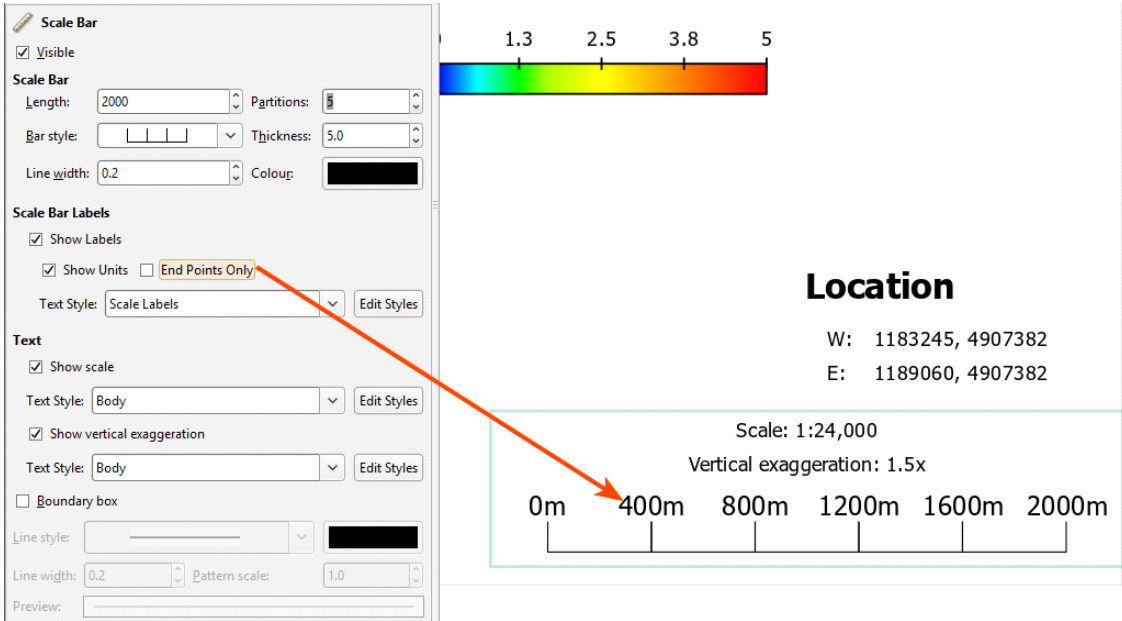 Scale Bar
Visible
Scale Bar
Length: 2000 Partitions: 5
Bar style: Thickness: 5.0
Line width: 0.2 Colour:
Scale Bar Labels
Show Labels
Show Units End Points Only
Text Style: Scale Labels Edit Styles
Text
Show scale
Text Style: Body Edit Styles
Show vertical exaggeration
Text Style: Body Edit Styles
Boundary box
Line style:
Line width: 0.2 Pattern scale: 1.0
Preview:
1.3 2.5 3.8 5
Location
W: 1183245, 4907382
E: 1189060, 4907382
Scale: 1:24,000
Vertical exaggeration: 1.5x
0m 400m 800m 1200m 1600m 2000m